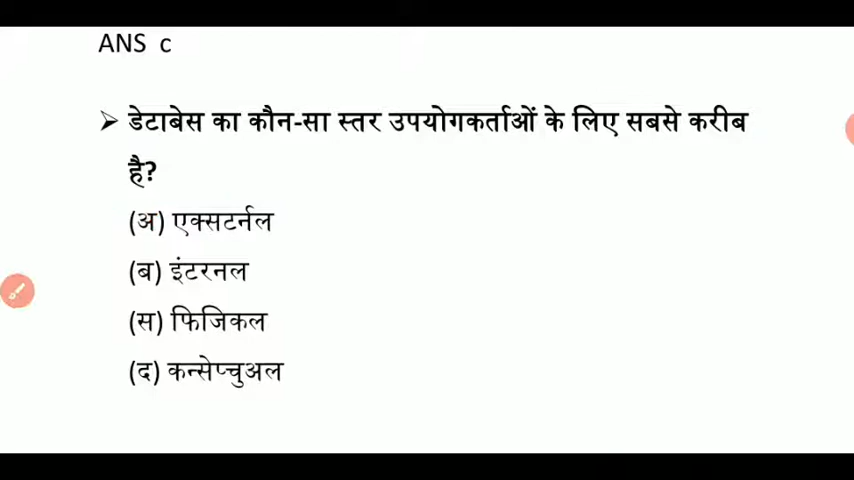 ANS c
➢ डेटाबेस का कौन-सा स्तर उपयोगकर्ताओं के लिए सबसे करीब
है?
(अ) एक्सटर्नल
(ब) इंटरनल
(स) फिजिकल
(द) कन्सेप्चुअल